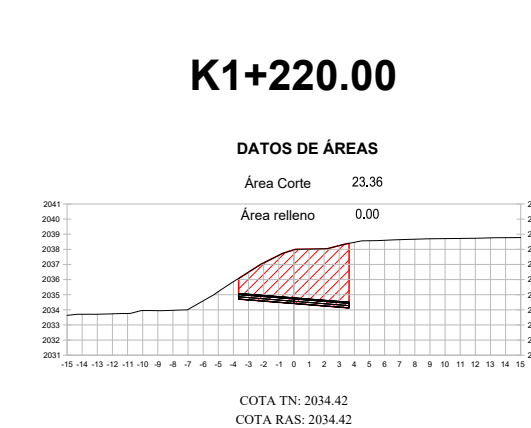 K1+220.00
DATOS DE ÁREAS
Área Corte 23.36
Área relleno 0.00
2041
2040
2039
2038
2037
2036
2035
2034
2033
2032
2031
-15 -14 -13 -12 -11 -10 -9 -8 -7 -6 -5 -4 -3 -2 -1 0 1 2 3 4 5 6 7 8 9 10 11 12 13 14 15
COTA TN: 2034.42
COTA RAS: 2034.42